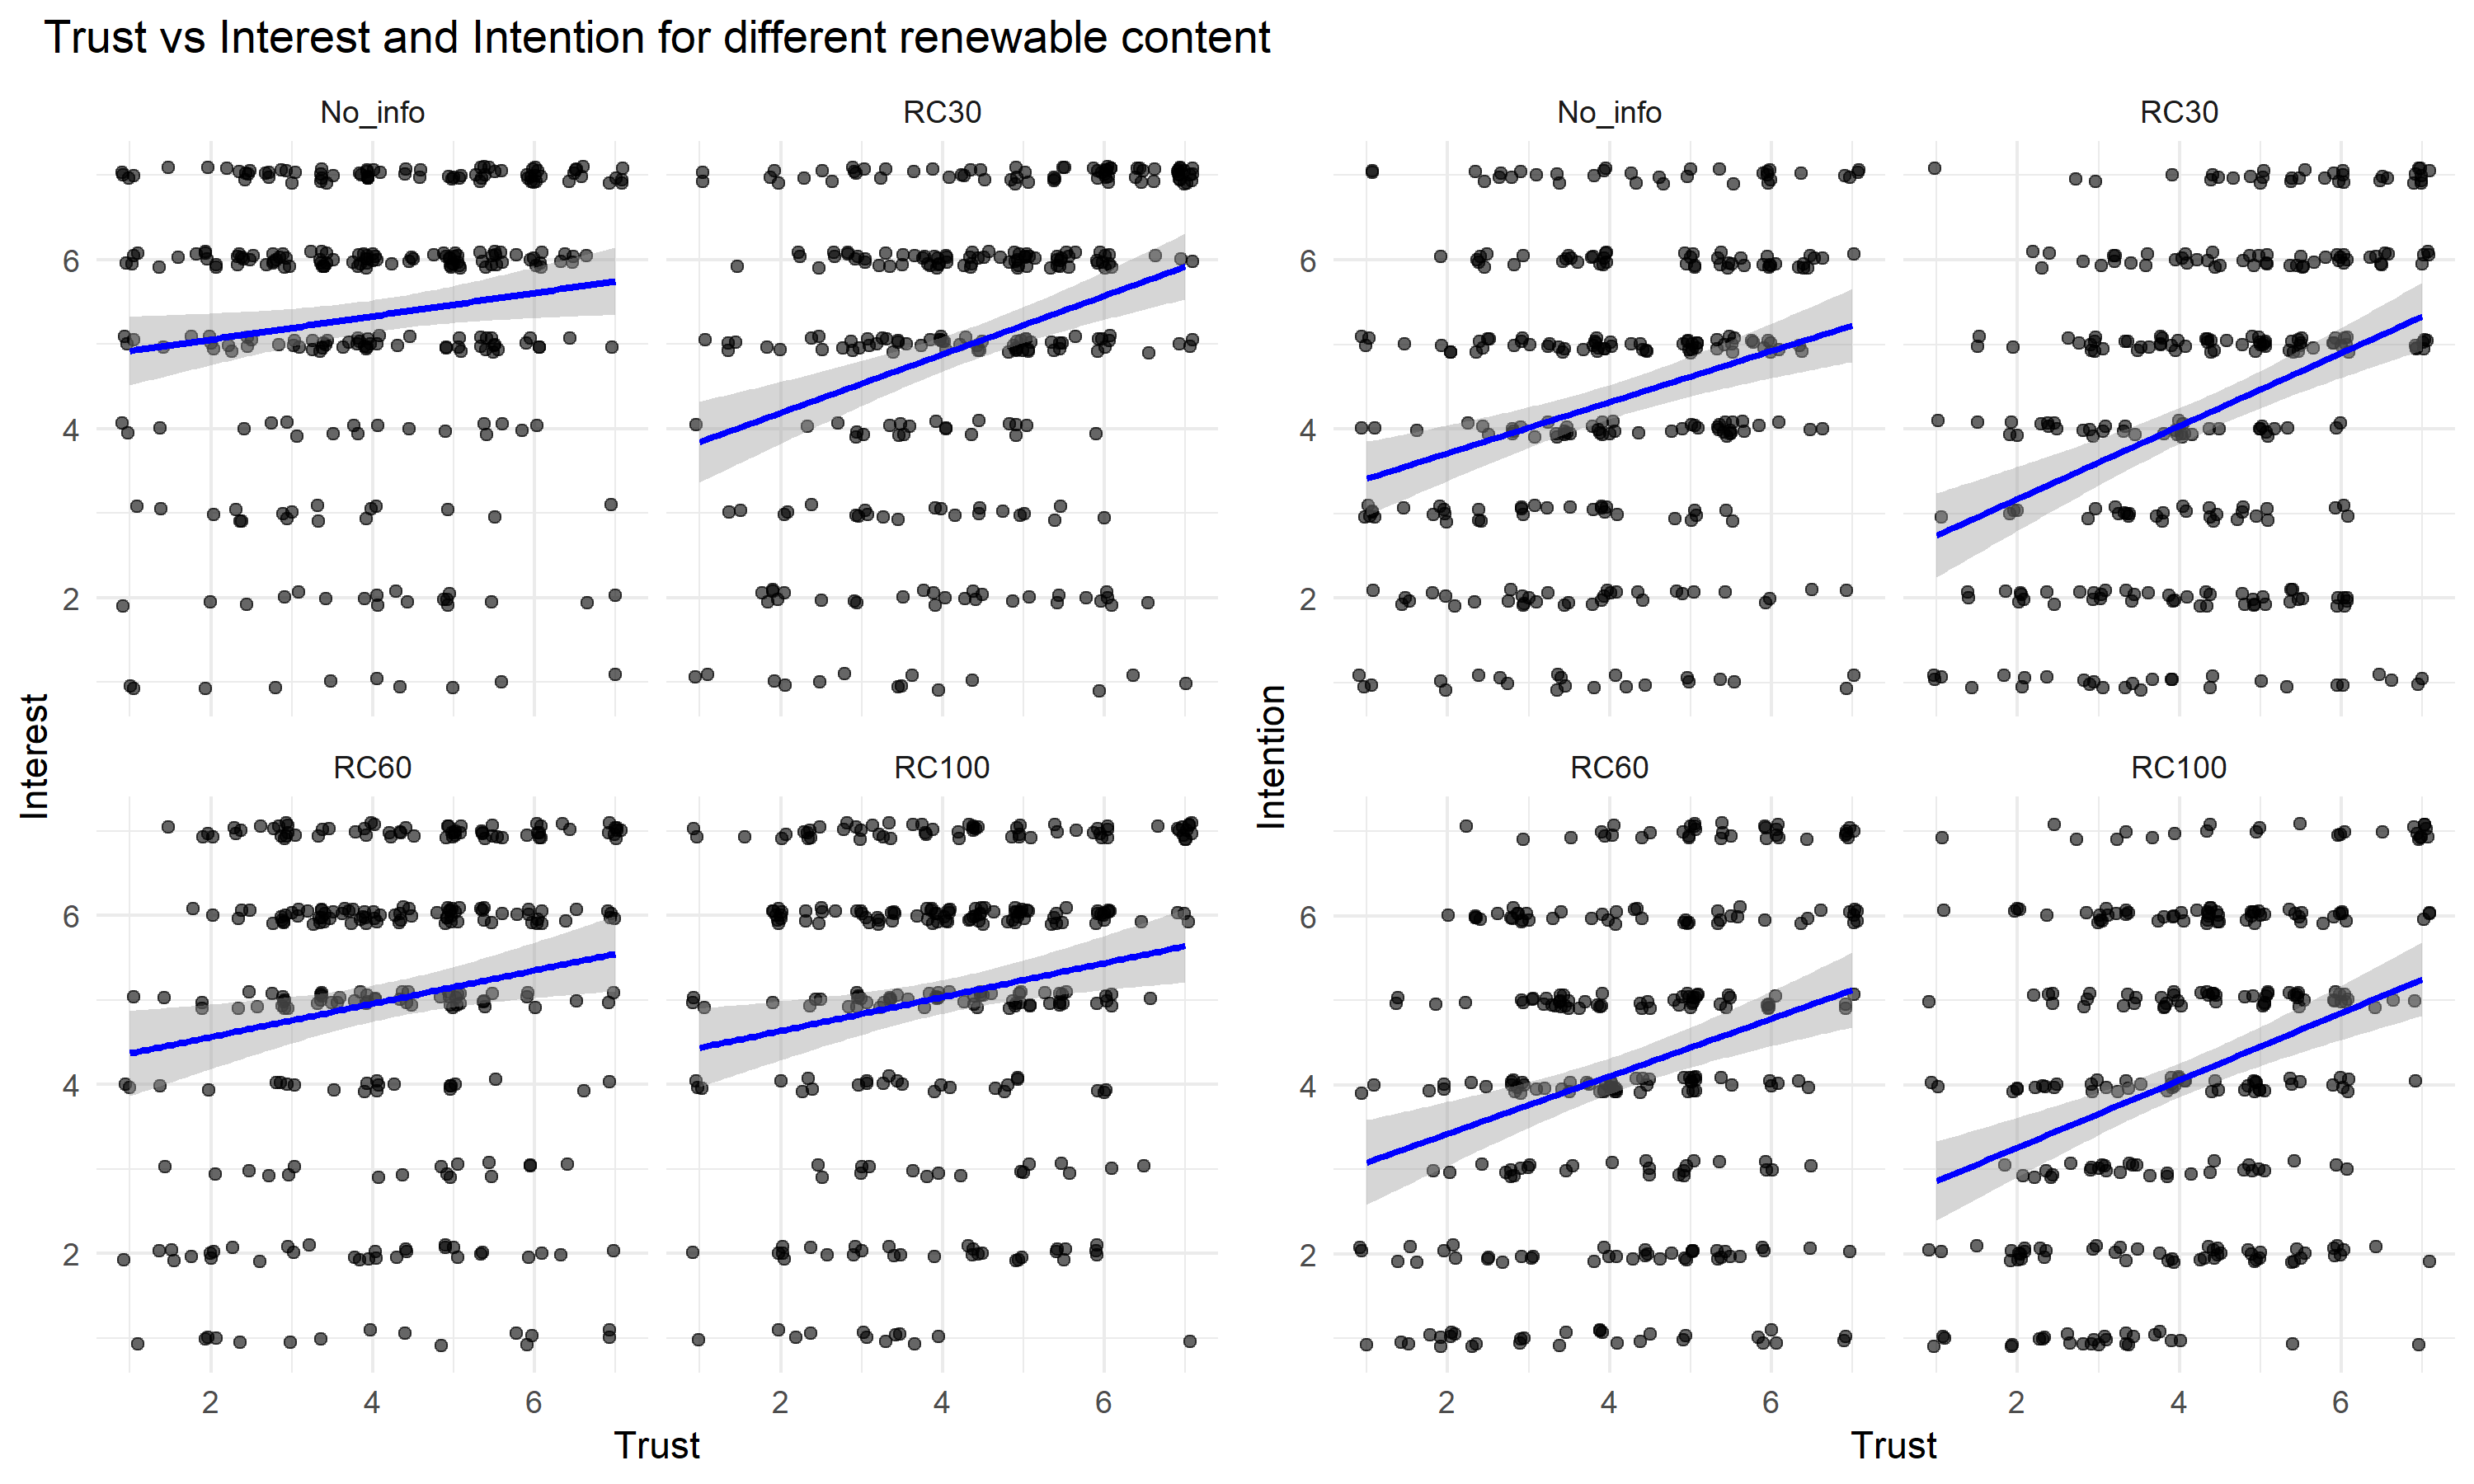 Trust vs Interest and Intention for different renewable content
No_info RC30
6
4
2
RC60 RC100
6
4
2
2 4 6 2 4 6
Interest
Trust
No_info RC30
6
4
2
RC60 RC100
6
4
2
2 4 6 2 4 6
Intention
Trust